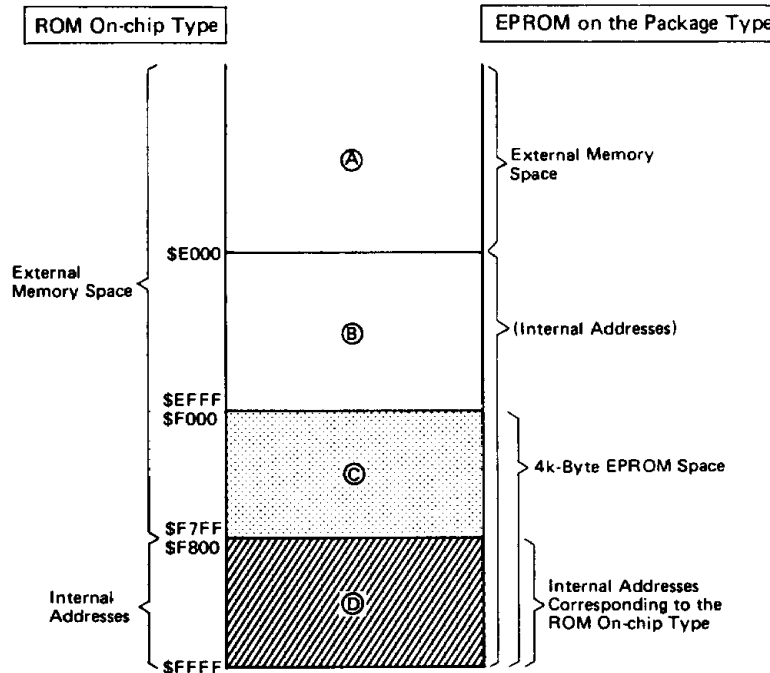 ROM On-chip Type
EPROM on the Package Type
Ⓐ
External Memory
Space
$E000
External
Memory Space
Ⓑ
(Internal Addresses)
$EFFF
$F000
Ⓒ
4k-Byte EPROM Space
$F7FF
$F800
Internal
Addresses
Ⓓ
Internal Addresses
Corresponding to the
ROM On-chip Type
$FFFF